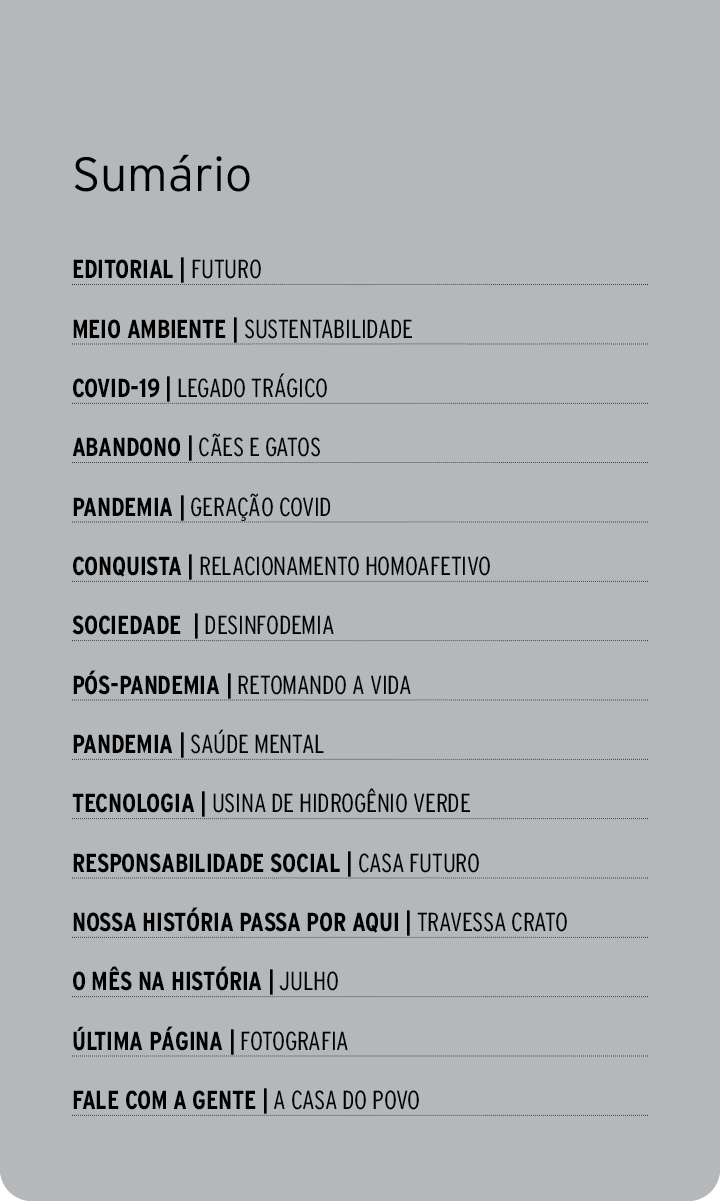 Sumário
EDITORIAL | FUTURO
MEIO AMBIENTE | SUSTENTABILIDADE
COVID-19 | LEGADO TRÁGICO
ABANDONO | CÃES E GATOS
PANDEMIA | GERAÇÃO COVID
CONQUISTA | RELACIONAMENTO HOMOAFETIVO
SOCIEDADE | DESINFODEMIA
PÓS-PANDEMIA | RETOMANDO A VIDA
PANDEMIA | SAÚDE MENTAL
TECNOLOGIA | USINA DE HIDROGÊNIO VERDE
RESPONSABILIDADE SOCIAL | CASA FUTURO
NOSSA HISTÓRIA PASSA POR AQUI | TRAVESSA CRATO
O MÊS NA HISTÓRIA | JULHO
ÚLTIMA PÁGINA | FOTOGRAFIA
FALE COM A GENTE | A CASA DO POVO